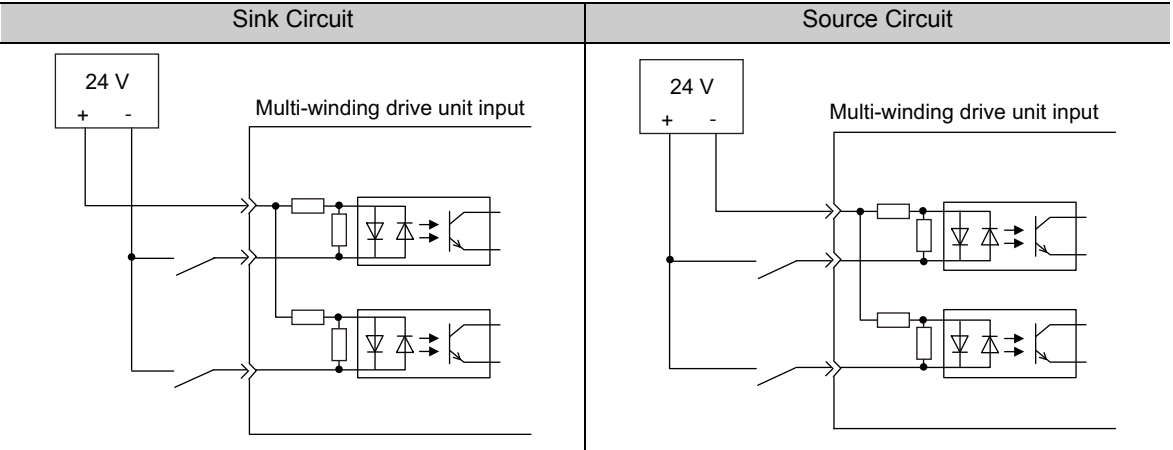 Sink Circuit
Source Circuit
24 V
+ -
Multi-winding drive unit input
24 V
+ -
Multi-winding drive unit input